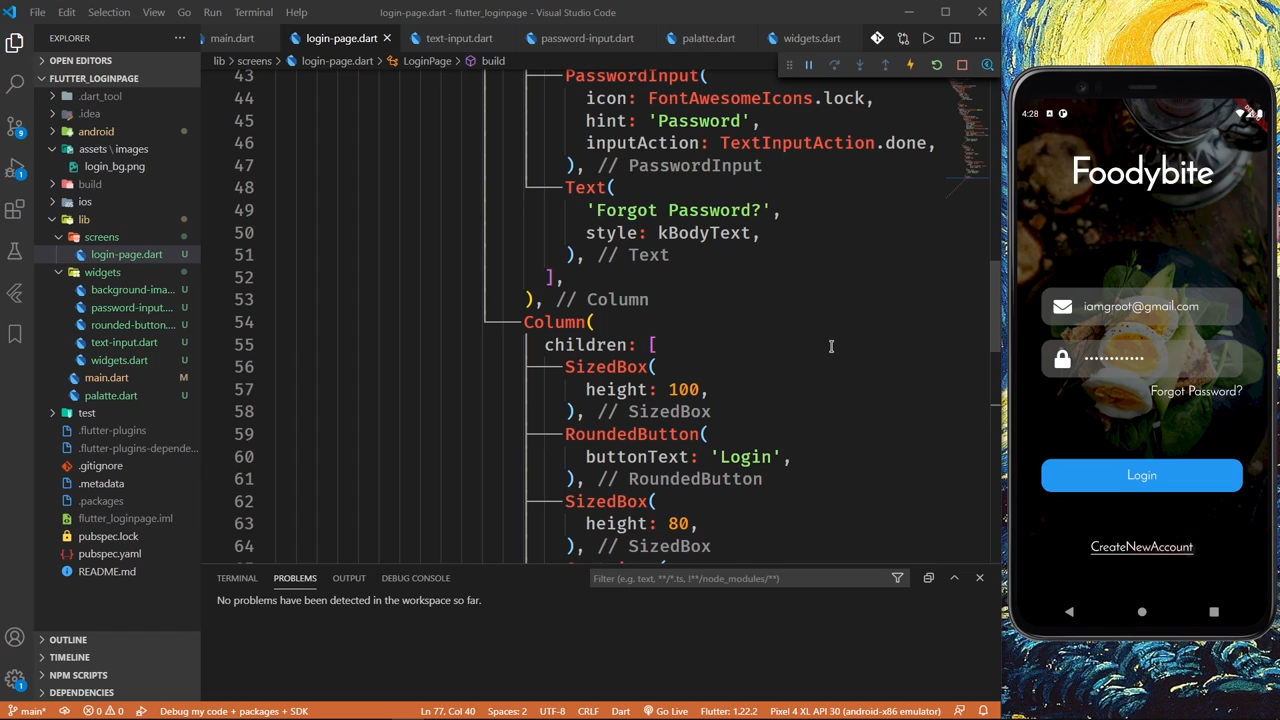 File Edit Selection View Go Run Terminal Help
login-page.dart - flutter_loginpage - Visual Studio Code
EXPLORER
OPEN EDITORS
FLUTTER_LOGINPAGE
.dart_tool
.idea
android
assets \ images
login_bg.png
build
ios
lib
screens
login-page.dart U
widgets
background-ima... U
password-input.... U
rounded-button.... U
text-input.dart U
widgets.dart U
main.dart M
palatte.dart U
test
.flutter-plugins
.flutter-plugins-depende...
.gitignore
.metadata
.packages
flutter_loginpage.iml
pubspec.lock
pubspec.yaml
README.md
OUTLINE
TIMELINE
NPM SCRIPTS
DEPENDENCIES
9
1
1
main.dart login-page.dart text-input.dart password-input.dart palatte.dart widgets.dart
lib > screens > login-page.dart > LoginPage > build
43 PasswordInput(
44 icon: FontAwesomeIcons.lock,
45 hint: 'Password',
46 inputAction: TextInputAction.done,
47 ), // PasswordInput
48 Text(
49 'Forgot Password?',
50 style: kBodyText,
51 ), // Text
52 ],
53 ), // Column
54 Column(
55 children: [
56 SizedBox(
57 height: 100,
58 ), // SizedBox
59 RoundedButton(
60 buttonText: 'Login',
61 ), // RoundedButton
62 SizedBox(
63 height: 80,
64 ), // SizedBox
TERMINAL PROBLEMS OUTPUT DEBUG CONSOLE
Filter (e.g. text, **/*.ts, !**/node_modules/**)
No problems have been detected in the workspace so far.
main* 0 0 Debug my code + packages + SDK Ln 77, Col 40 Spaces: 2 UTF-8 CRLF Dart Go Live Flutter: 1.22.2 Pixel 4 XL API 30 (android-x86 emulator)
4:28
Foodybite
iamgroot@gmail.com
••••••••••••
Forgot Password?
Login
CreateNewAccount